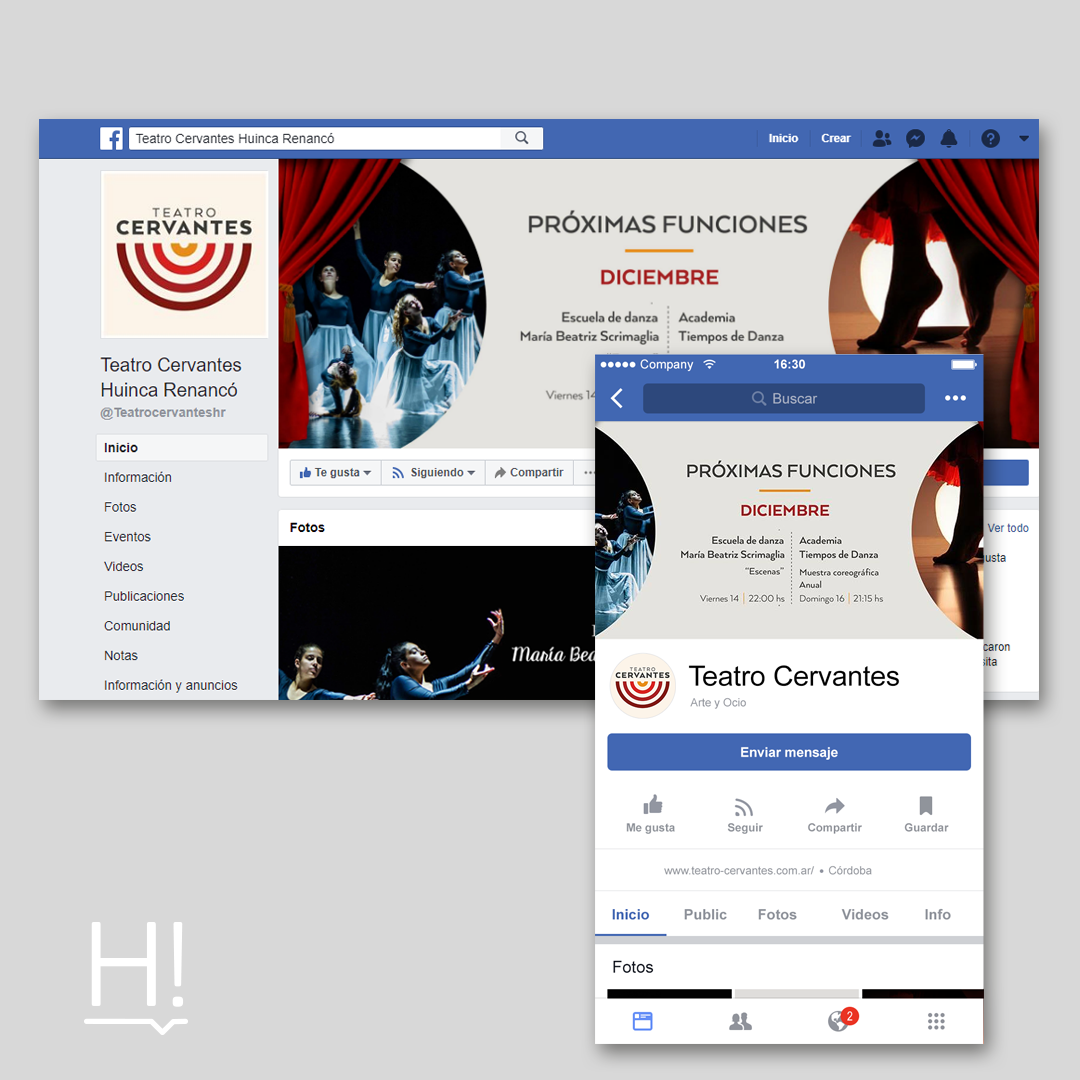 Teatro Cervantes Huinca Renancó
Inicio
Crear
TEATRO
CERVANTES
PRÓXIMAS FUNCIONES
DICIEMBRE
Escuela de danza
María Beatriz Scrimaglia
Academia
Tiempos de Danza
Viernes 14
Teatro Cervantes
Huinca Renancó
@Teatrocervanteshr
Inicio
Información
Fotos
Eventos
Videos
Publicaciones
Comunidad
Notas
Información y anuncios
Te gusta
Siguiendo
Compartir
Fotos
María Bea
Ver todo
usta
caron
sita
Company
16:30
Buscar
PRÓXIMAS FUNCIONES
DICIEMBRE
Escuela de danza
María Beatriz Scrimaglia
"Escenas"
Viernes 14 | 22:00 hs
Academia
Tiempos de Danza
Muestra coreográfica
Anual
Domingo 16 | 21:15 hs
TEATRO
CERVANTES
Teatro Cervantes
Arte y Ocio
Enviar mensaje
Me gusta
Seguir
Compartir
Guardar
www.teatro-cervantes.com.ar/ • Córdoba
Inicio
Public
Fotos
Videos
Info
Fotos
2
H!